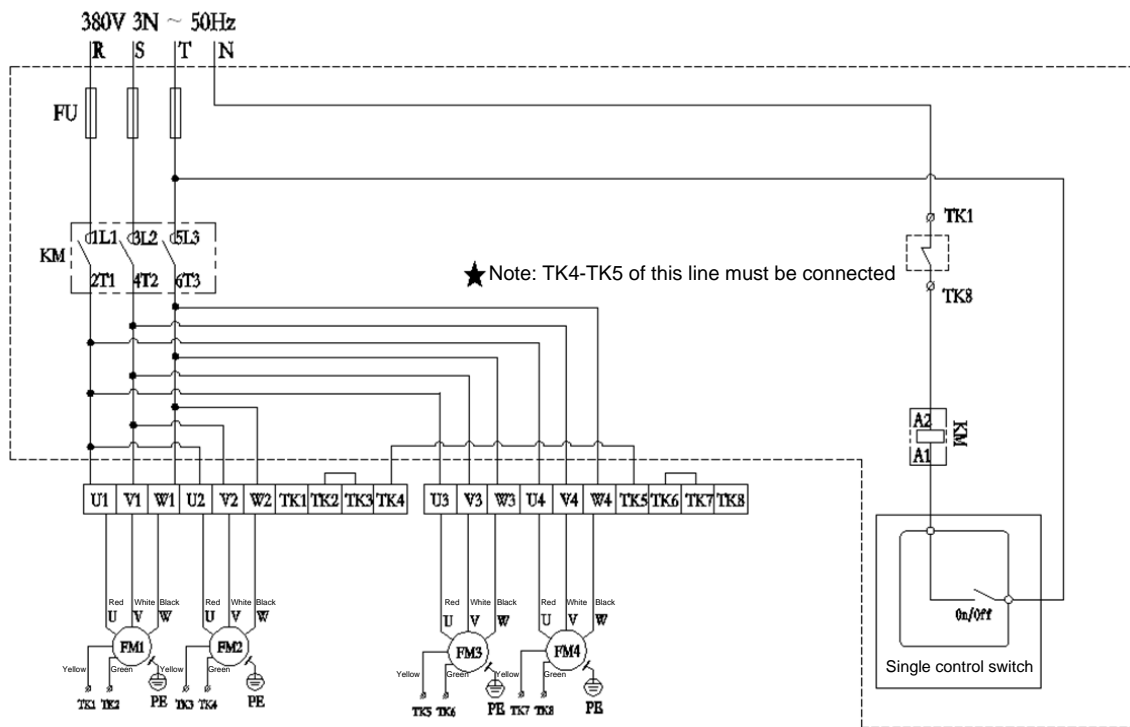 380V 3N ~ 50Hz
R S T N
FU
TK1
KM 1L1 3L2 5L3
2T1 4T2 6T3
★ Note: TK4-TK5 of this line must be connected
TK8
A2
KM
A1
U1 V1 W1 U2 V2 W2 TK1 TK2 TK3 TK4 U3 V3 W3 U4 V4 W4 TK5 TK6 TK7 TK8
Red White Black Red White Black Red White Black Red White Black
U V W U V W U V W U V W
On/Off
Single control switch
FM1 FM2 FM3 FM4
Yellow Green Yellow Green Yellow Green Yellow Green
TK1 TK2 PE TK3 TK4 PE TK5 TK6 PE TK7 TK8 PE